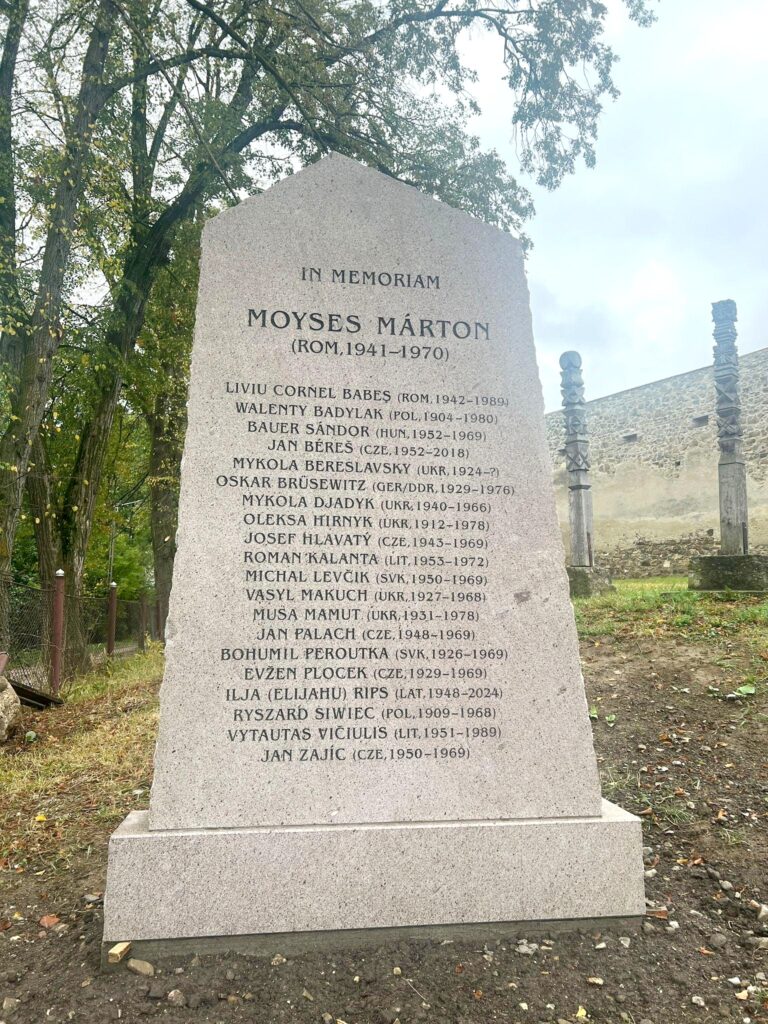 IN MEMORIAM
MOYSES MÁRTON
(ROM, 1941–1970)
LIVIU CORNEL BABEȘ (ROM, 1942–1989)
WALENTY BADYLAK (POL, 1904–1980)
BAUER SÁNDOR (HUN, 1952–1969)
JAN BÉREŠ (CZE, 1952–2018)
MYKOLA BERESLAVSKY (UKR, 1924–?)
OSKAR BRÜSEWITZ (GER/DDR, 1929–1976)
MYKOLA DJADYK (UKR, 1940–1966)
OLEKSA HIRNYK (UKR, 1912–1978)
JOSEF HLAVATÝ (CZE, 1943–1969)
ROMAN KALANTA (LIT, 1953–1972)
MICHAL LEVČIK (SVK, 1950–1969)
VASYL MAKUCH (UKR, 1927–1968)
MUSA MAMUT (UKR, 1931–1978)
JAN PALACH (CZE, 1948–1969)
BOHUMIL PEROUTKA (SVK, 1926–1969)
EVŽEN PLOCEK (CZE, 1929–1969)
ILJA (ELIJAHU) RIPS (LAT, 1948–2024)
RYSZARD SIWIEC (POL, 1909–1968)
VYTAUTAS VIČIULIS (LIT, 1951–1989)
JAN ZAJÍC (CZE, 1950–1969)